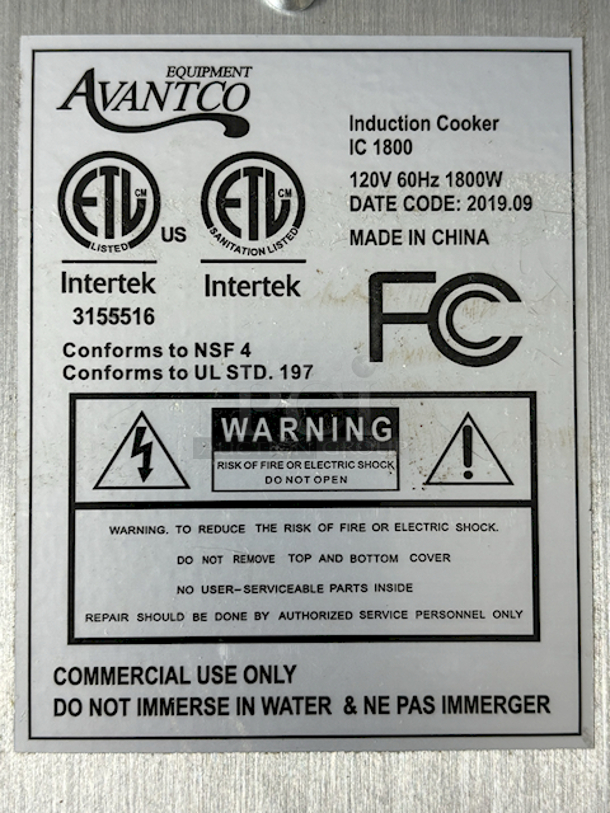 EQUIPMENT
AVANTCO
Induction Cooker
IC 1800
120V 60Hz 1800W
DATE CODE: 2019.09
MADE IN CHINA
ETL CM
LISTED
US
Intertek
3155516
ETL CM
SANITATION LISTED
Intertek
FC
Conforms to NSF 4
Conforms to UL STD. 197
WARNING
RISK OF FIRE OR ELECTRIC SHOCK
DO NOT OPEN
WARNING. TO REDUCE THE RISK OF FIRE OR ELECTRIC SHOCK.
DO NOT REMOVE TOP AND BOTTOM COVER
NO USER-SERVICEABLE PARTS INSIDE
REPAIR SHOULD BE DONE BY AUTHORIZED SERVICE PERSONNEL ONLY
COMMERCIAL USE ONLY
DO NOT IMMERSE IN WATER & NE PAS IMMERGER